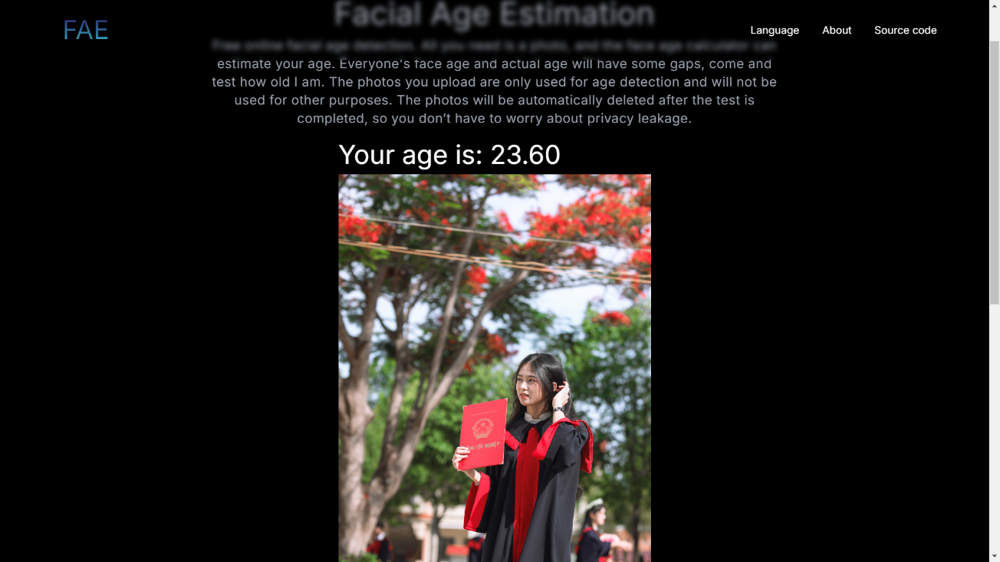 Facial Age Estimation
FAE
Language
About
Source code
Free online facial age detection. All you need is a photo, and the face age calculator can
estimate your age. Everyone's face age and actual age will have some gaps, come and
test how old I am. The photos you upload are only used for age detection and will not be
used for other purposes. The photos will be automatically deleted after the test is
completed, so you don’t have to worry about privacy leakage.
Your age is: 23.60